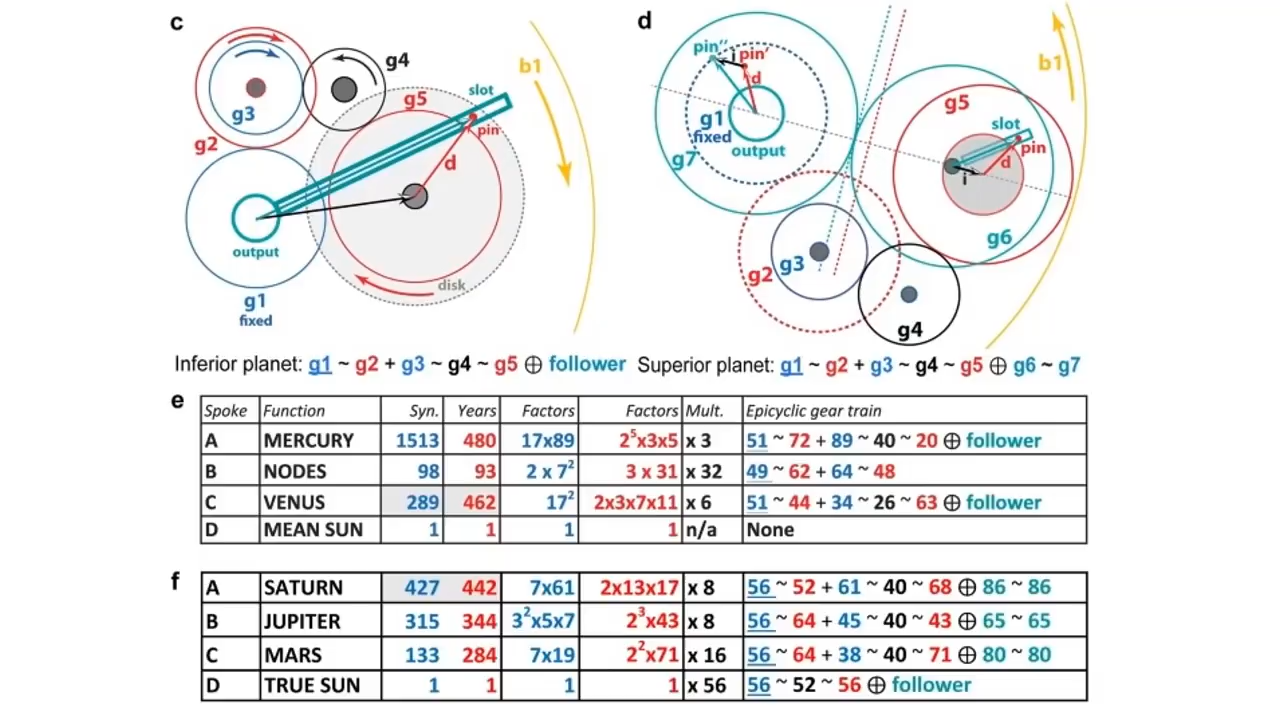 c
g4
g3
g2
g5
slot
pin
d
b1
output
disk
g1
fixed
d
pin''
i
pin'
d
g1
fixed
output
g7
g5
slot
pin
d
i
g6
b1
g2
g3
g4
Inferior planet: g1 ~ g2 + g3 ~ g4 ~ g5 ⊕ follower
Superior planet: g1 ~ g2 + g3 ~ g4 ~ g5 ⊕ g6 ~ g7
e
Spoke Function Syn. Years Factors Factors Mult. Epicyclic gear train
A MERCURY 1513 480 17x89 2⁵x3x5 x 3 51 ~ 72 + 89 ~ 40 ~ 20 ⊕ follower
B NODES 98 93 2 x 7² 3 x 31 x 32 49 ~ 62 + 64 ~ 48
C VENUS 289 462 17² 2x3x7x11 x 6 51 ~ 44 + 34 ~ 26 ~ 63 ⊕ follower
D MEAN SUN 1 1 1 1 n/a None
f
A SATURN 427 442 7x61 2x13x17 x 8 56 ~ 52 + 61 ~ 40 ~ 68 ⊕ 86 ~ 86
B JUPITER 315 344 3²x5x7 2³x43 x 8 56 ~ 64 + 45 ~ 40 ~ 43 ⊕ 65 ~ 65
C MARS 133 284 7x19 2²x71 x 16 56 ~ 64 + 38 ~ 40 ~ 71 ⊕ 80 ~ 80
D TRUE SUN 1 1 1 1 x 56 56 ~ 52 ~ 56 ⊕ follower